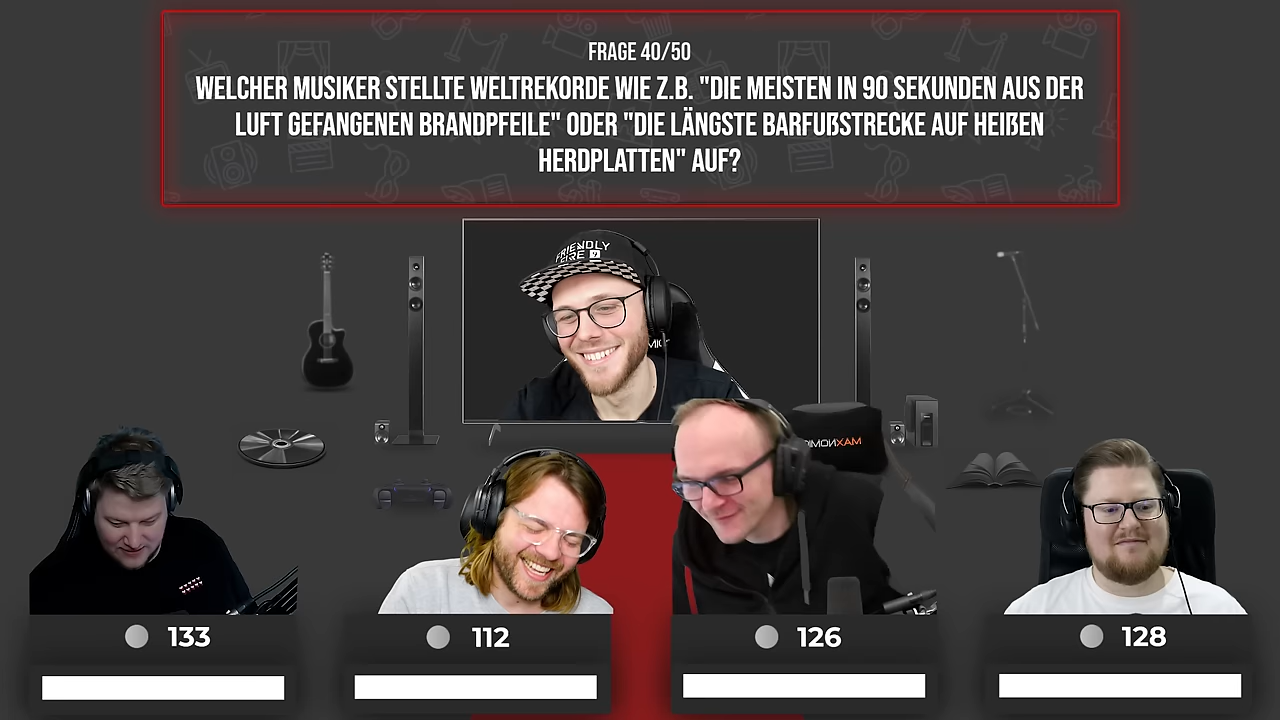 FRAGE 40/50
WELCHER MUSIKER STELLTE WELTREKORDE WIE Z.B. "DIE MEISTEN IN 90 SEKUNDEN AUS DER
LUFT GEFANGENEN BRANDPFEILE" ODER "DIE LÄNGSTE BARFUßSTRECKE AUF HEIßEN
HERDPLATTEN" AUF?
FRIENDLY
FIRE 9
133
112
126
128